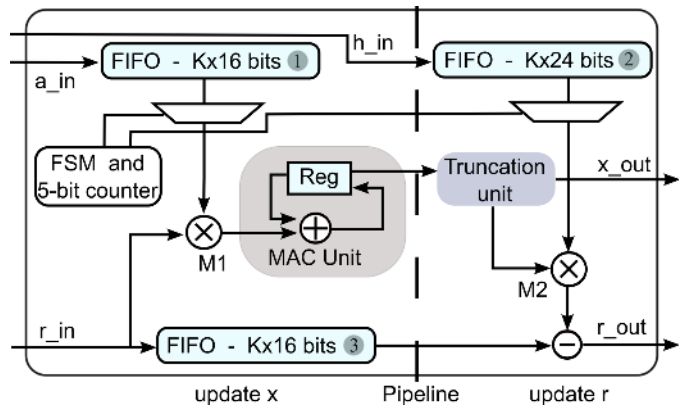 h_in
FIFO - Kx16 bits 1
FIFO - Kx24 bits 2
a_in
FSM and
5-bit counter
Reg
Truncation
unit
x_out
MAC Unit
M1
M2
r_in
r_out
FIFO - Kx16 bits 3
update x
Pipeline
update r